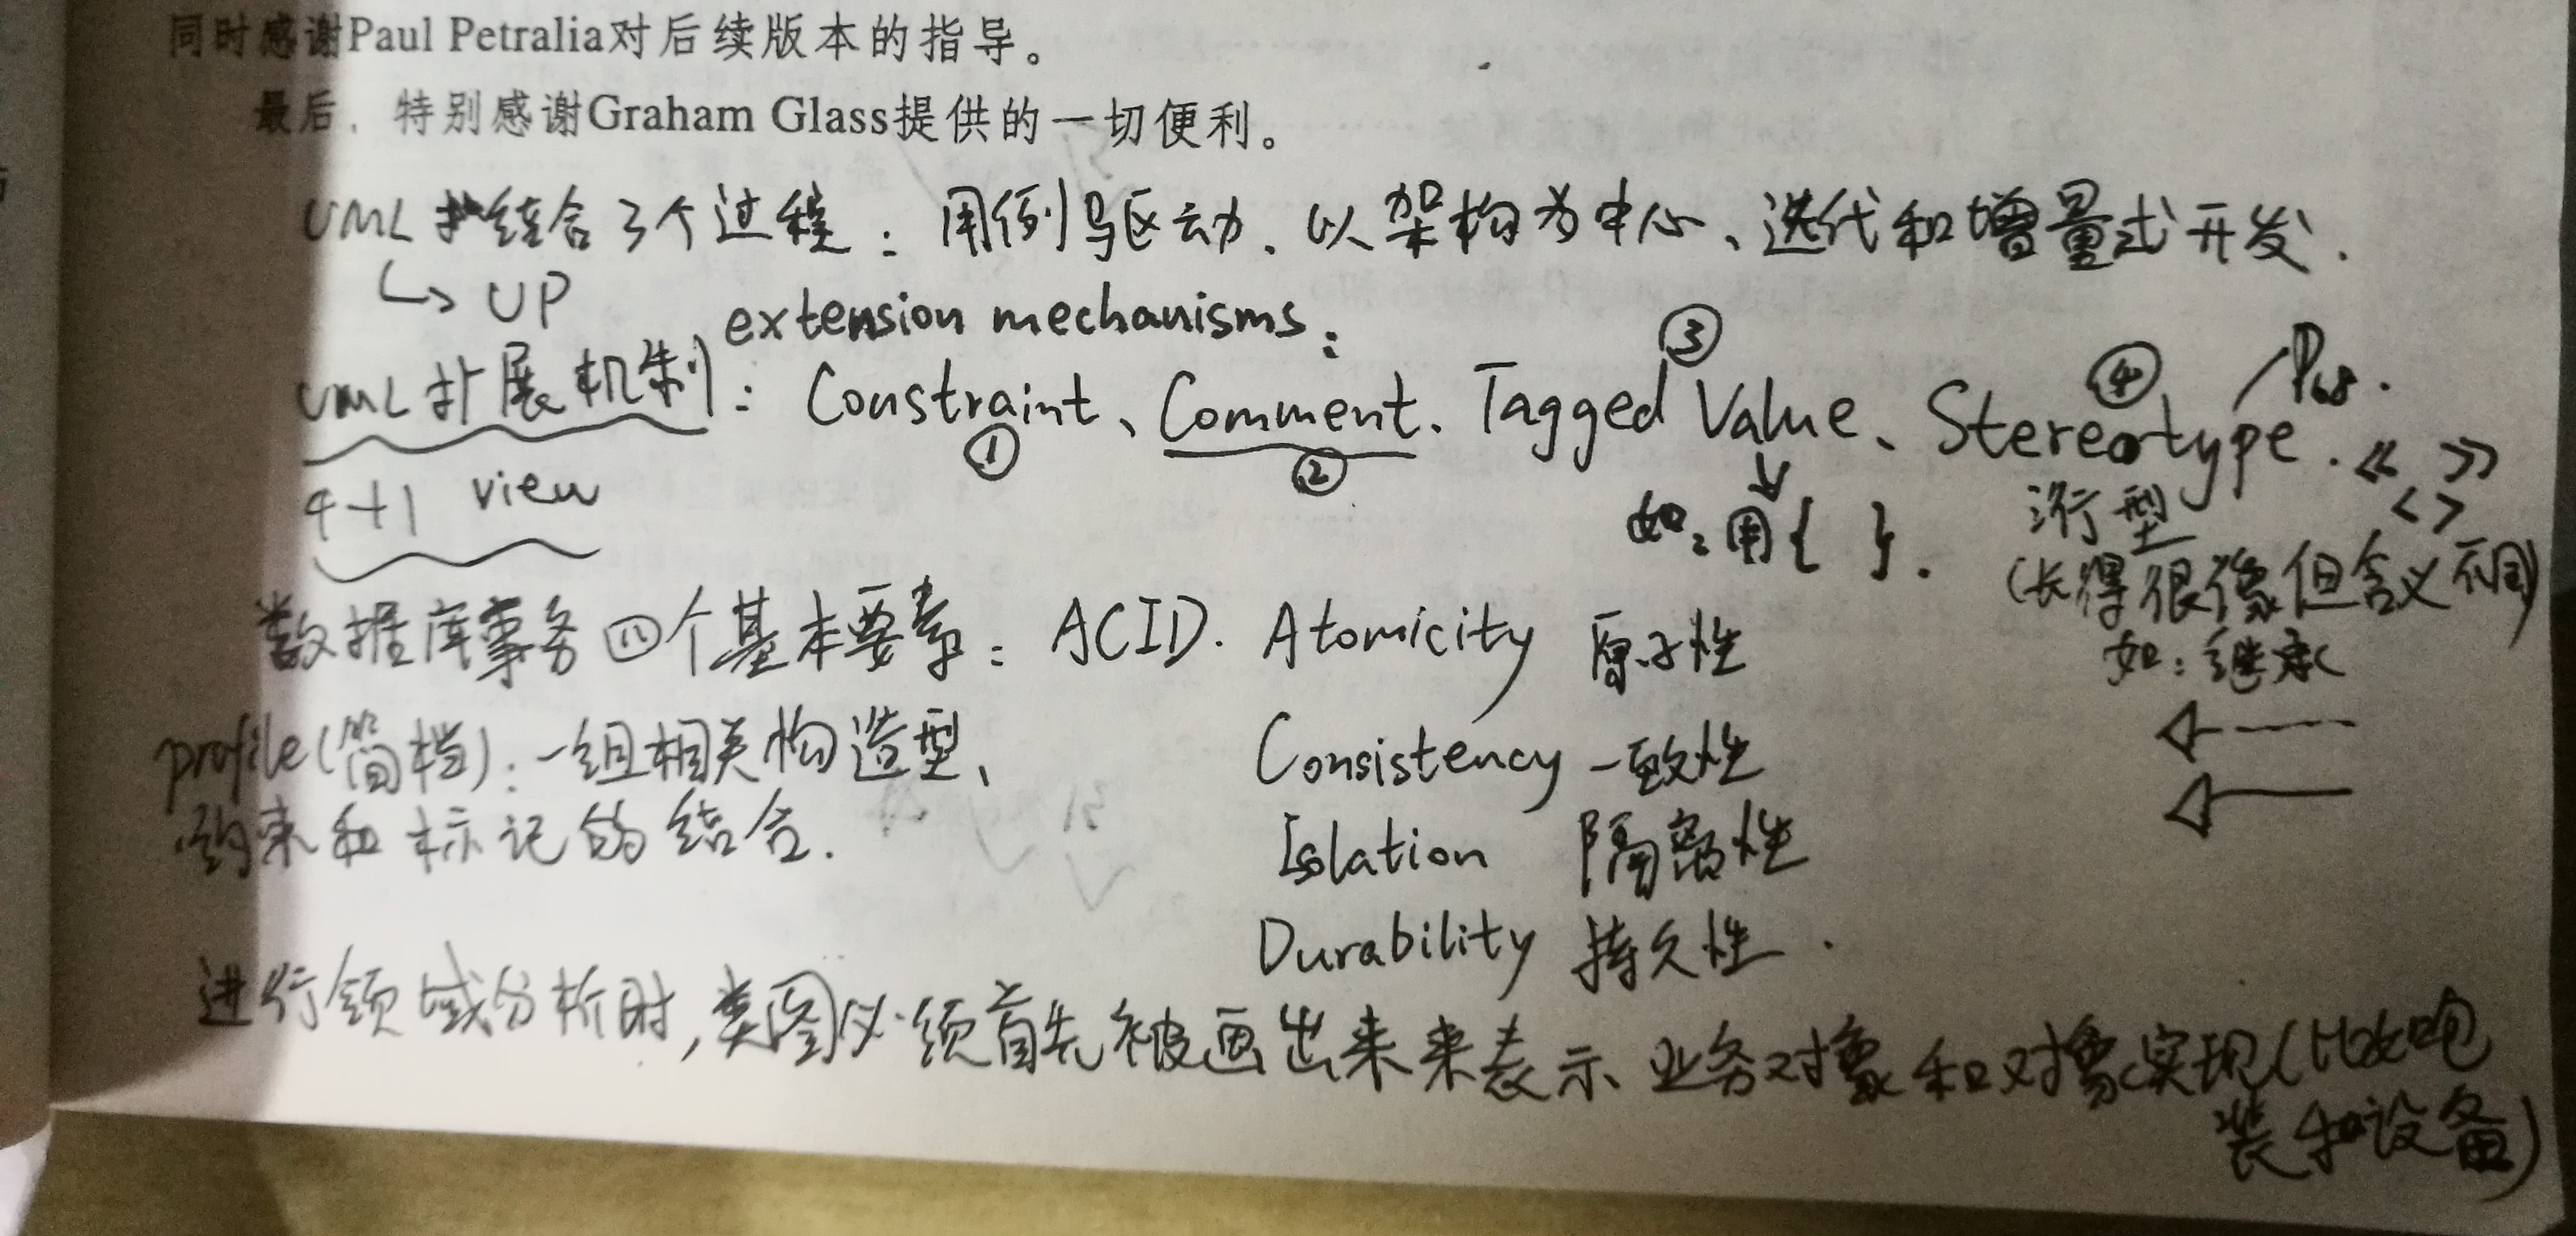 同时感谢Paul Petralia对后续版本的指导。
最后，特别感谢Graham Glass提供的一切便利。
UML 结合了个过程：用例驱动、以架构为中心、迭代和增量式开发.
↳ UP
extension mechanisms:
UML扩展机制：Constraint、Comment、Tagged Value、Stereotype. « »
① ② ③ ④
< >
如：用{ }.
衍型
(长得很像但含义不同)
如：继承
4+1 view
数据库事务四个基本要素：ACID. Atomicity 原子性
Consistency 一致性
Isolation 隔离性
Durability 持久性.
profile(简档)：一组相关构造型、
约束和标记的结合.
进行领域分析时,类图必须首先被画出来来表示业务对象和对象实现(
装和设备)